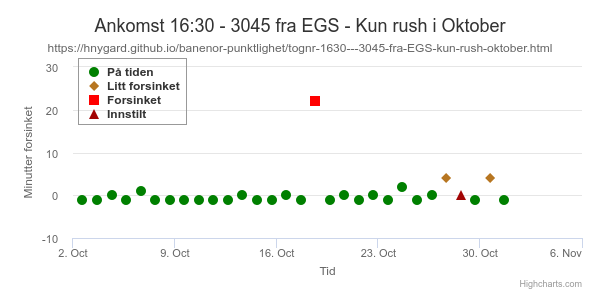 Ankomst 16:30 - 3045 fra EGS - Kun rush i Oktober
https://hnygard.github.io/banenor-punktlighet/tognr-1630---3045-fra-EGS-kun-rush-oktober.html
På tiden
Litt forsinket
Forsinket
Innstilt
Minutter forsinket
30
20
10
0
-10
2. Oct 9. Oct 16. Oct 23. Oct 30. Oct 6. Nov
Tid
Highcharts.com